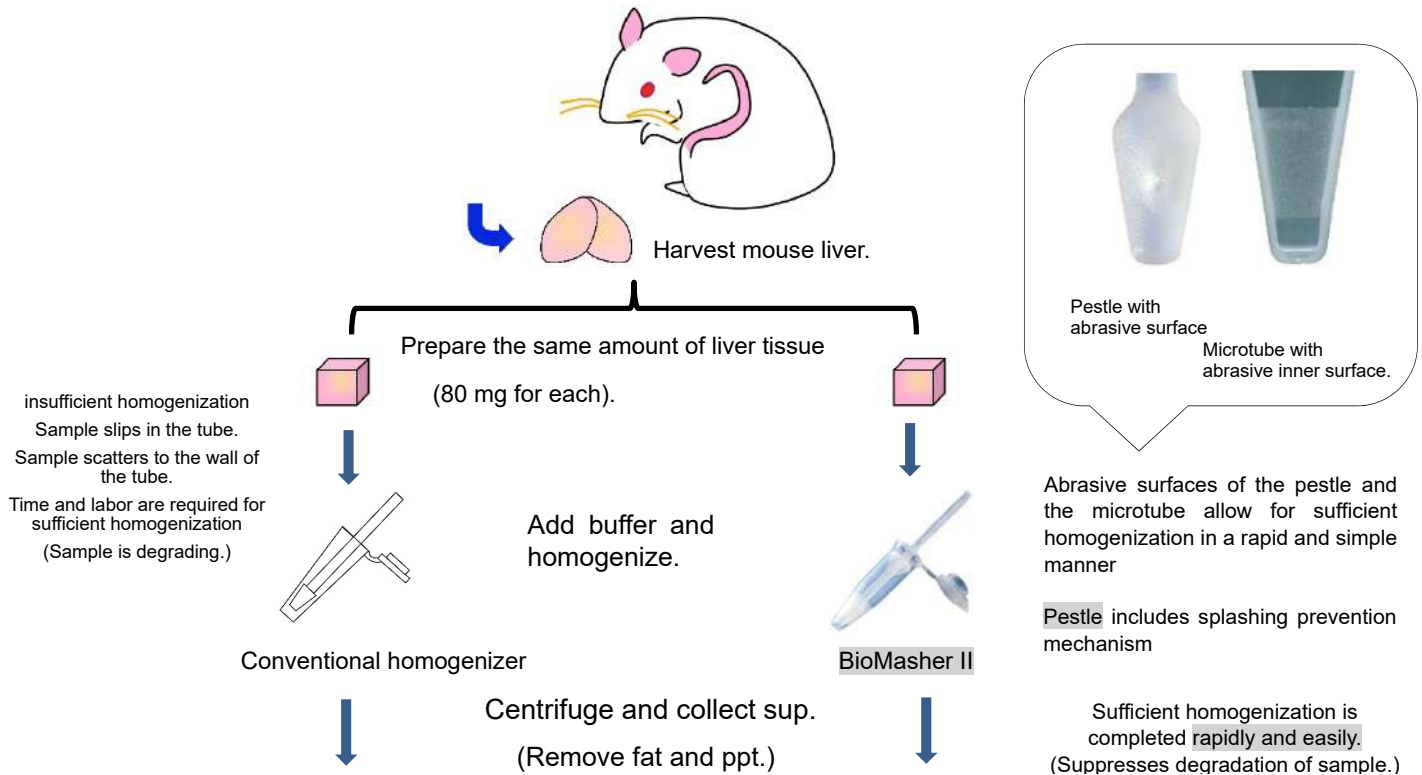 Harvest mouse liver.
Pestle with
abrasive surface
Microtube with
abrasive inner surface.
Prepare the same amount of liver tissue
(80 mg for each).
insufficient homogenization
Sample slips in the tube.
Sample scatters to the wall of
the tube.
Time and labor are required for
sufficient homogenization
(Sample is degrading.)
Add buffer and
homogenize.
Abrasive surfaces of the pestle and
the microtube allow for sufficient
homogenization in a rapid and simple
manner
Pestle includes splashing prevention
mechanism
Conventional homogenizer
BioMasher II
Centrifuge and collect sup.
(Remove fat and ppt.)
Sufficient homogenization is
completed rapidly and easily.
(Suppresses degradation of sample.)